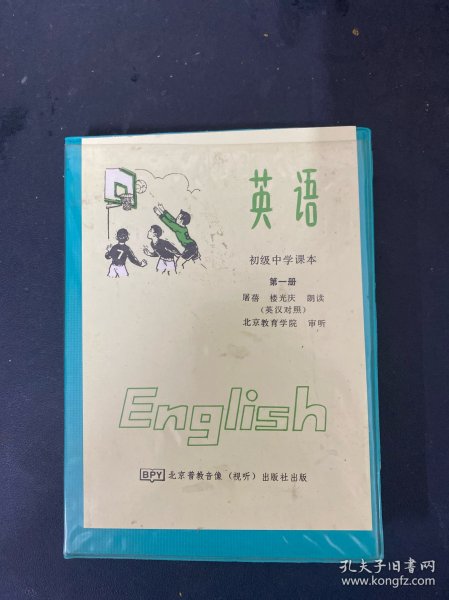 英语
初级中学课本
第一册
屠蓓 楼光庆 朗读
(英汉对照)
北京教育学院 审听
7
English
BPY 北京普教音像(视听)出版社出版
孔夫子旧书网
www.kongfz.com